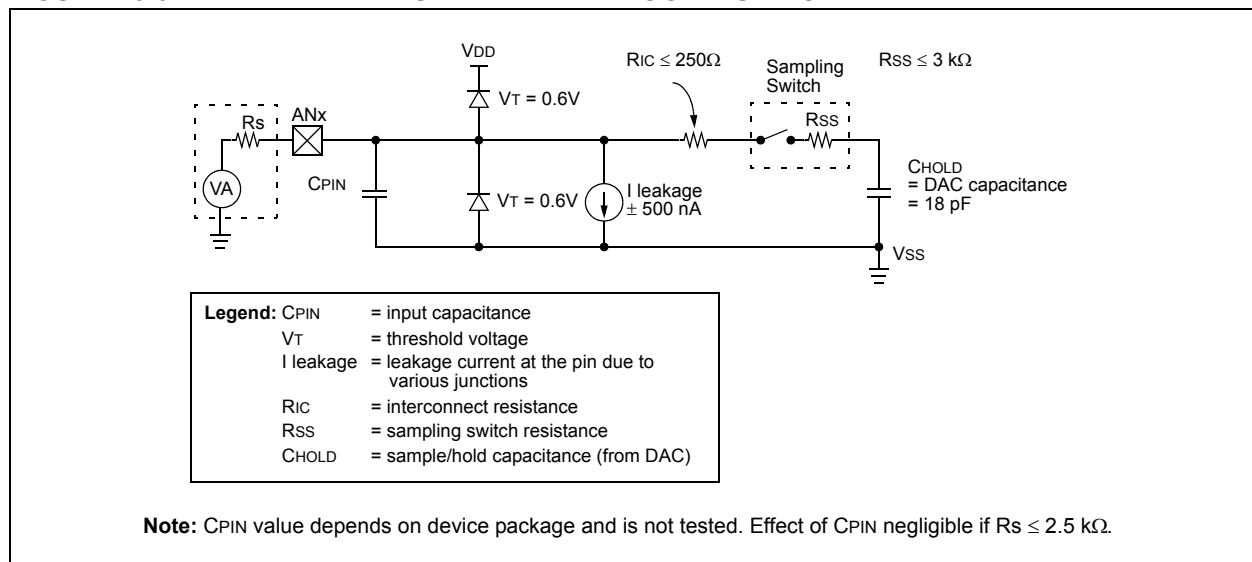 VDD
RIC ≤ 250Ω
Sampling
Switch
RSS ≤ 3 kΩ
VT = 0.6V
Rs
ANx
RSS
VA
CPIN
VT = 0.6V
I leakage
± 500 nA
CHOLD
= DAC capacitance
= 18 pF
VSS
Legend: CPIN = input capacitance
VT = threshold voltage
I leakage = leakage current at the pin due to
various junctions
RIC = interconnect resistance
RSS = sampling switch resistance
CHOLD = sample/hold capacitance (from DAC)
Note: CPIN value depends on device package and is not tested. Effect of CPIN negligible if Rs ≤ 2.5 kΩ.